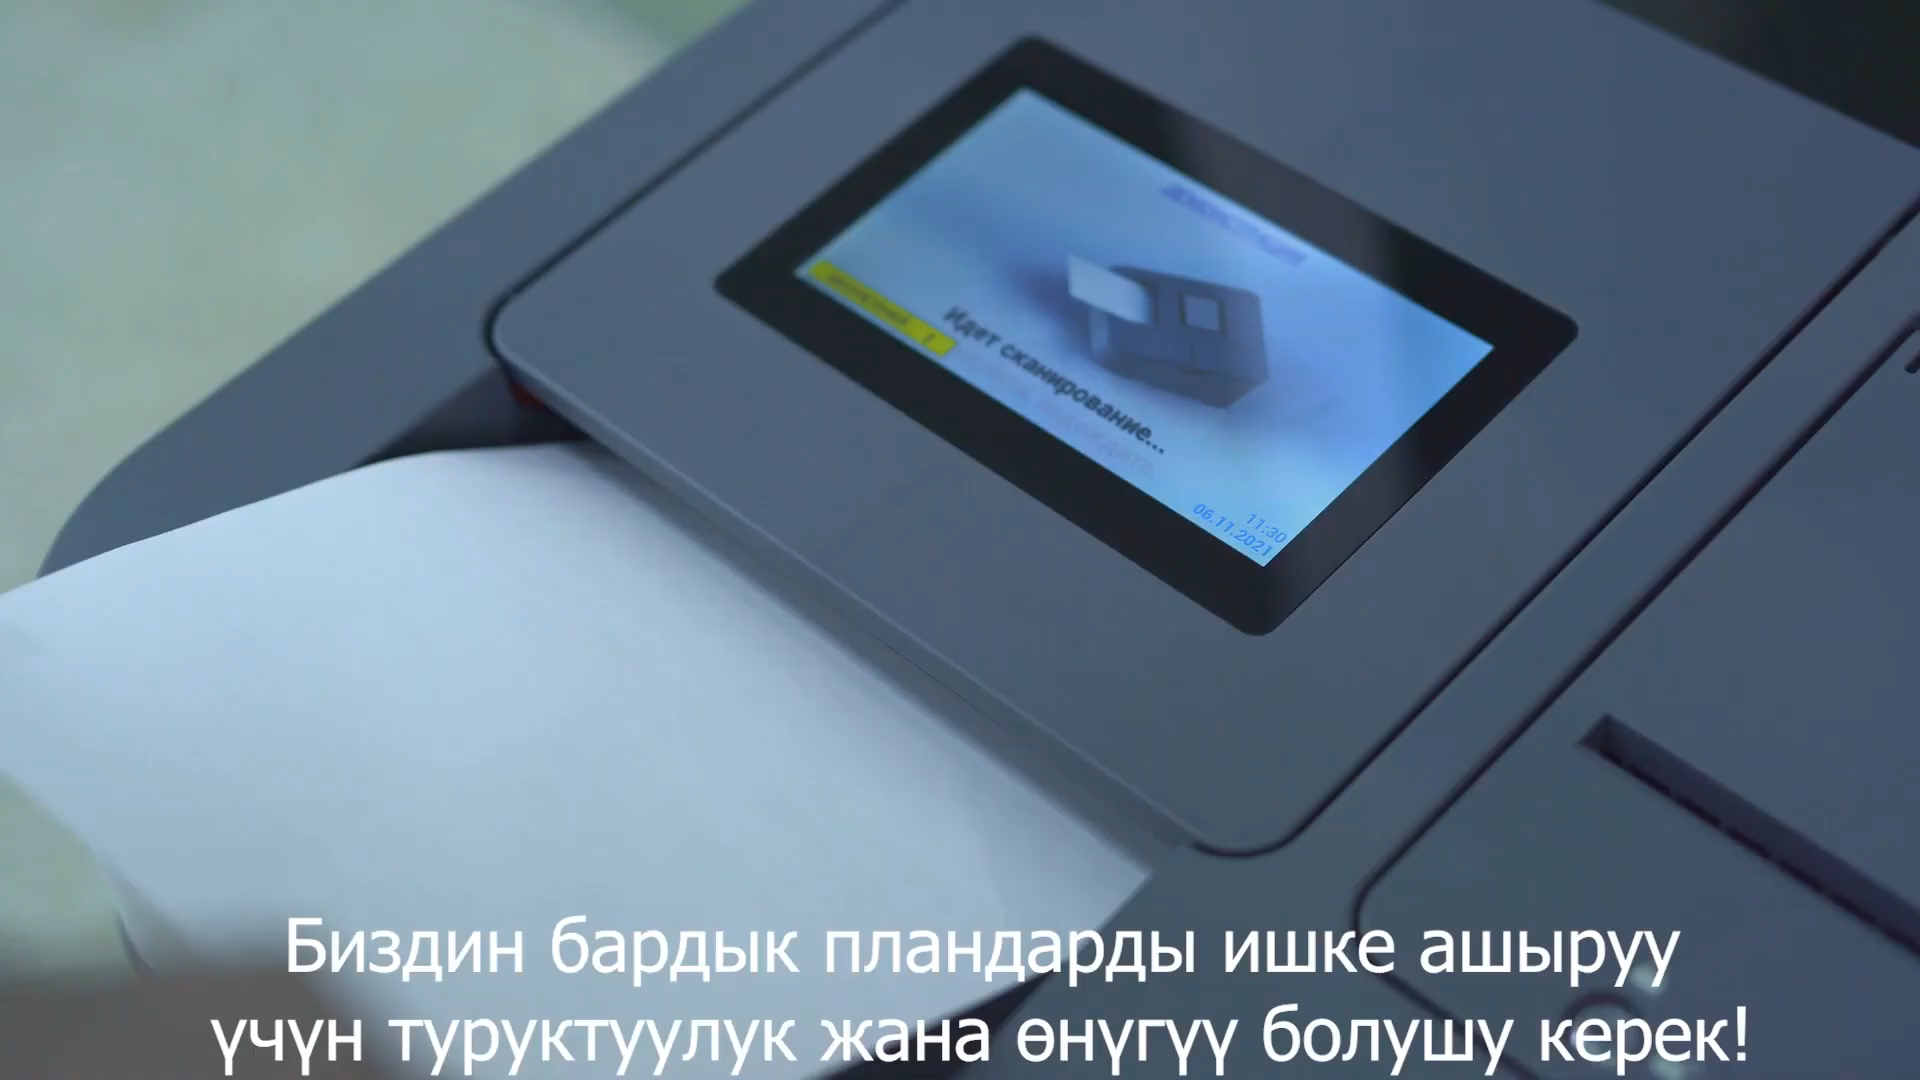 Идет сканирование...
11:30
06.11.2021
Биздин бардык пландарды ишке ашыруу
үчүн туруктуулук жана өнүгүү болушу керек!